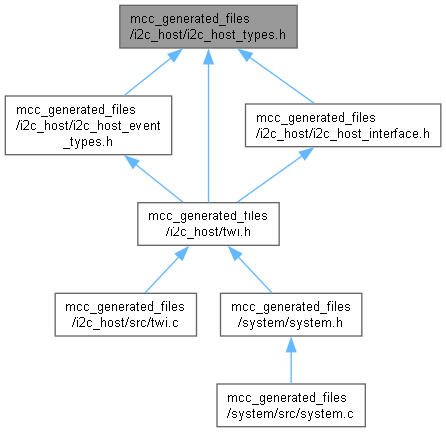 mcc_generated_files
/i2c_host/i2c_host_types.h
mcc_generated_files
/i2c_host/i2c_host_event
_types.h
mcc_generated_files
/i2c_host/i2c_host_interface.h
mcc_generated_files
/i2c_host/twi.h
mcc_generated_files
/i2c_host/src/twi.c
mcc_generated_files
/system/system.h
mcc_generated_files
/system/src/system.c